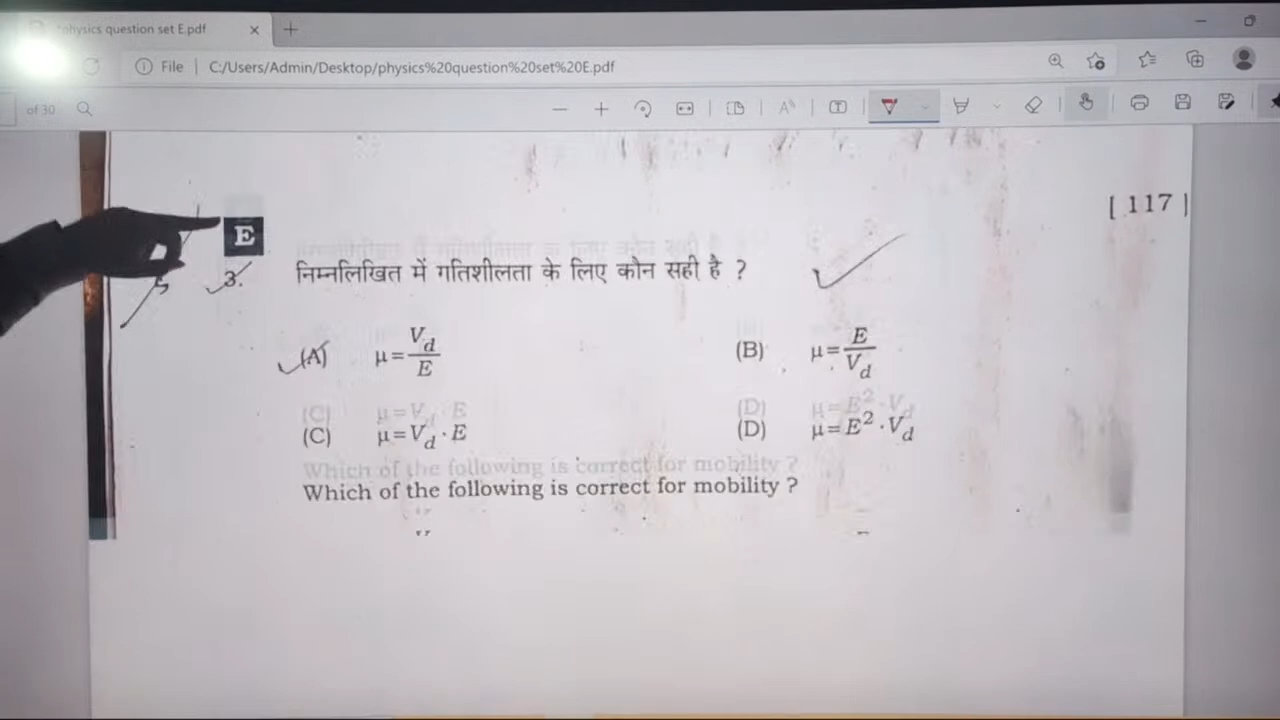 physics question set E.pdf
File | C:/Users/Admin/Desktop/physics%20question%20set%20E.pdf
of 30
[ 117 ]
E
3. निम्नलिखित में गतिशीलता के लिए कौन सही है ?
(A) μ = V_d / E (B) μ = E / V_d
(C) μ = V_d · E (D) μ = E² · V_d
Which of the following is correct for mobility ?